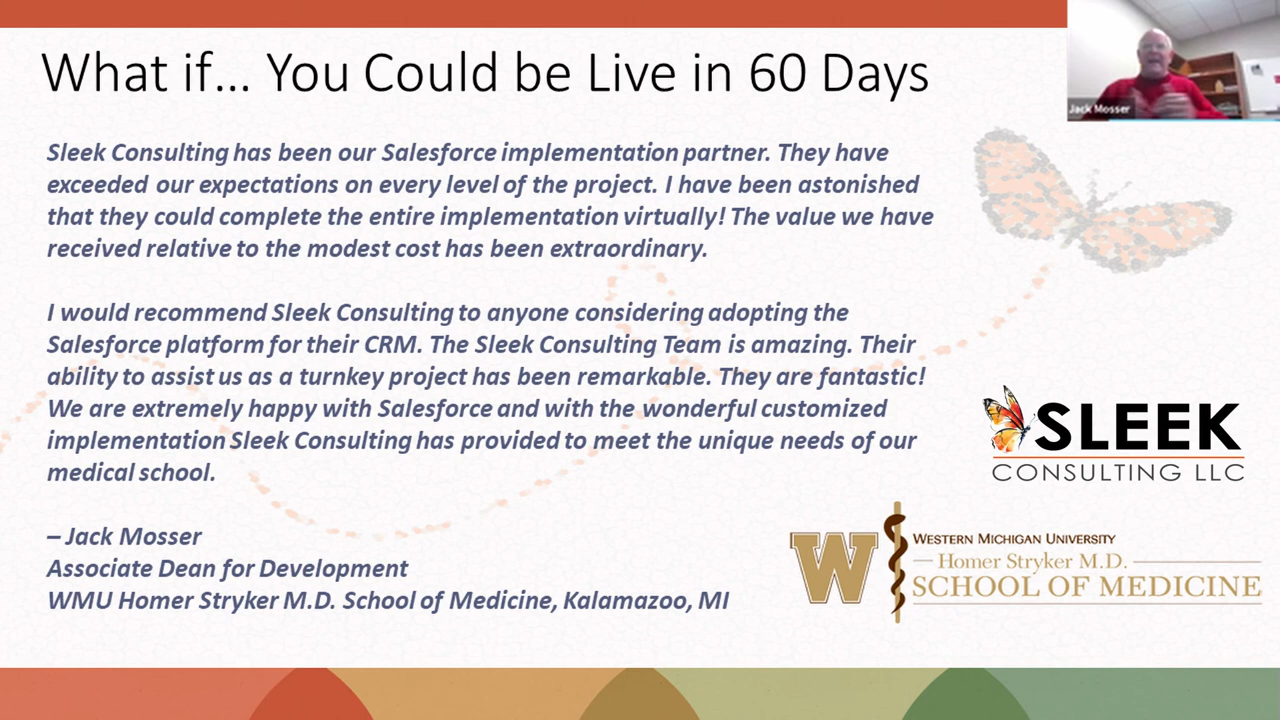 What if... You Could be Live in 60 Days
Jack Mosser
Sleek Consulting has been our Salesforce implementation partner. They have
exceeded our expectations on every level of the project. I have been astonished
that they could complete the entire implementation virtually! The value we have
received relative to the modest cost has been extraordinary.
I would recommend Sleek Consulting to anyone considering adopting the
Salesforce platform for their CRM. The Sleek Consulting Team is amazing. Their
ability to assist us as a turnkey project has been remarkable. They are fantastic!
We are extremely happy with Salesforce and with the wonderful customized
implementation Sleek Consulting has provided to meet the unique needs of our
medical school.
– Jack Mosser
Associate Dean for Development
WMU Homer Stryker M.D. School of Medicine, Kalamazoo, MI
SLEEK
CONSULTING LLC
W
WESTERN MICHIGAN UNIVERSITY
Homer Stryker M.D.
SCHOOL OF MEDICINE